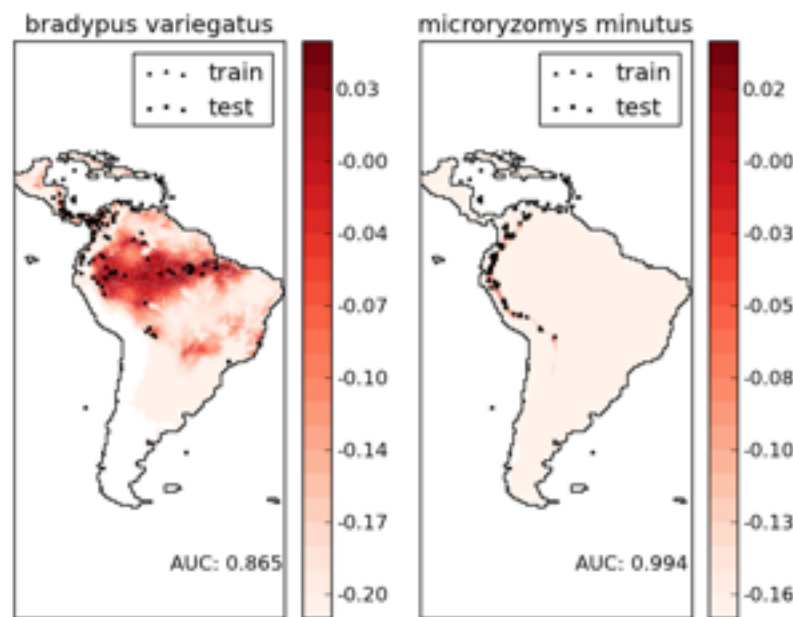 bradypus variegatus
train
test
0.03
-0.00
-0.04
-0.07
-0.10
-0.14
-0.17
-0.20
AUC: 0.865
microryzomys minutus
train
test
0.02
-0.00
-0.03
-0.05
-0.08
-0.10
-0.13
-0.16
AUC: 0.994